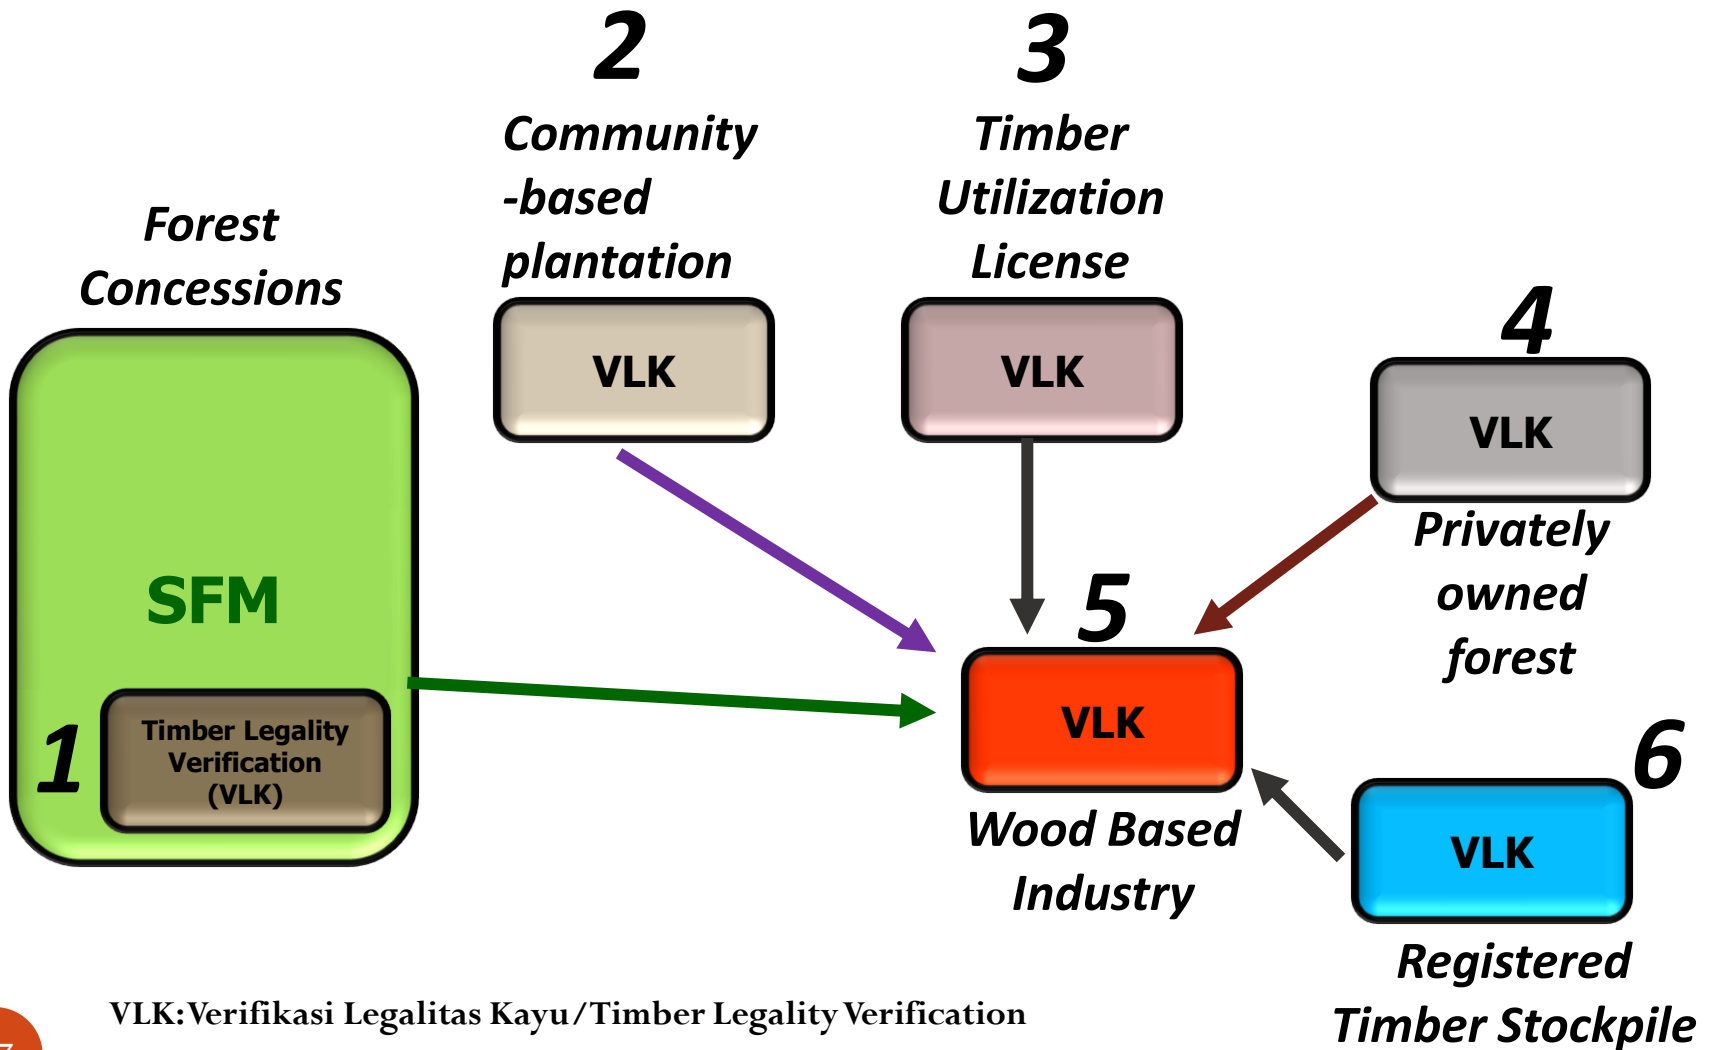 Forest
Concessions
SFM
1
Timber Legality
Verification
(VLK)
2
Community
-based
plantation
VLK
3
Timber
Utilization
License
VLK
4
VLK
Privately
owned
forest
5
VLK
Wood Based
Industry
6
VLK
Registered
Timber Stockpile
VLK: Verifikasi Legalitas Kayu/Timber Legality Verification
7